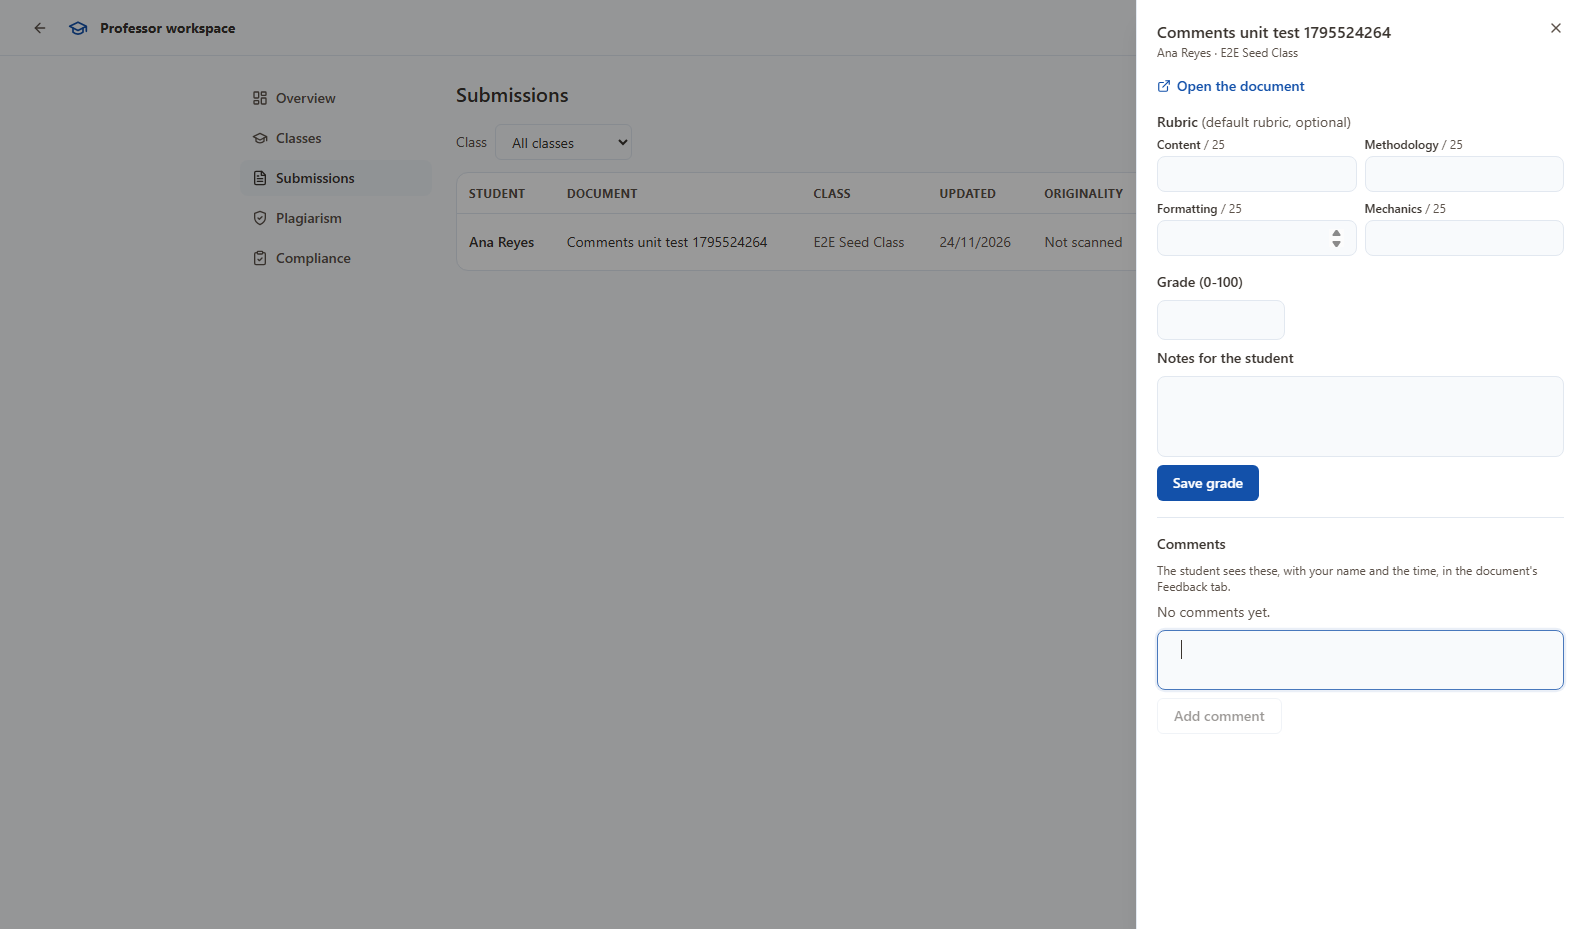 Professor workspace
Overview
Classes
Submissions
Plagiarism
Compliance
Submissions
Class All classes
STUDENT DOCUMENT CLASS UPDATED ORIGINALITY
Ana Reyes Comments unit test 1795524264 E2E Seed Class 24/11/2026 Not scanned
Comments unit test 1795524264
Ana Reyes · E2E Seed Class
Open the document
Rubric (default rubric, optional)
Content / 25 Methodology / 25
Formatting / 25 Mechanics / 25
Grade (0-100)
Notes for the student
Save grade
Comments
The student sees these, with your name and the time, in the document's
Feedback tab.
No comments yet.
Add comment